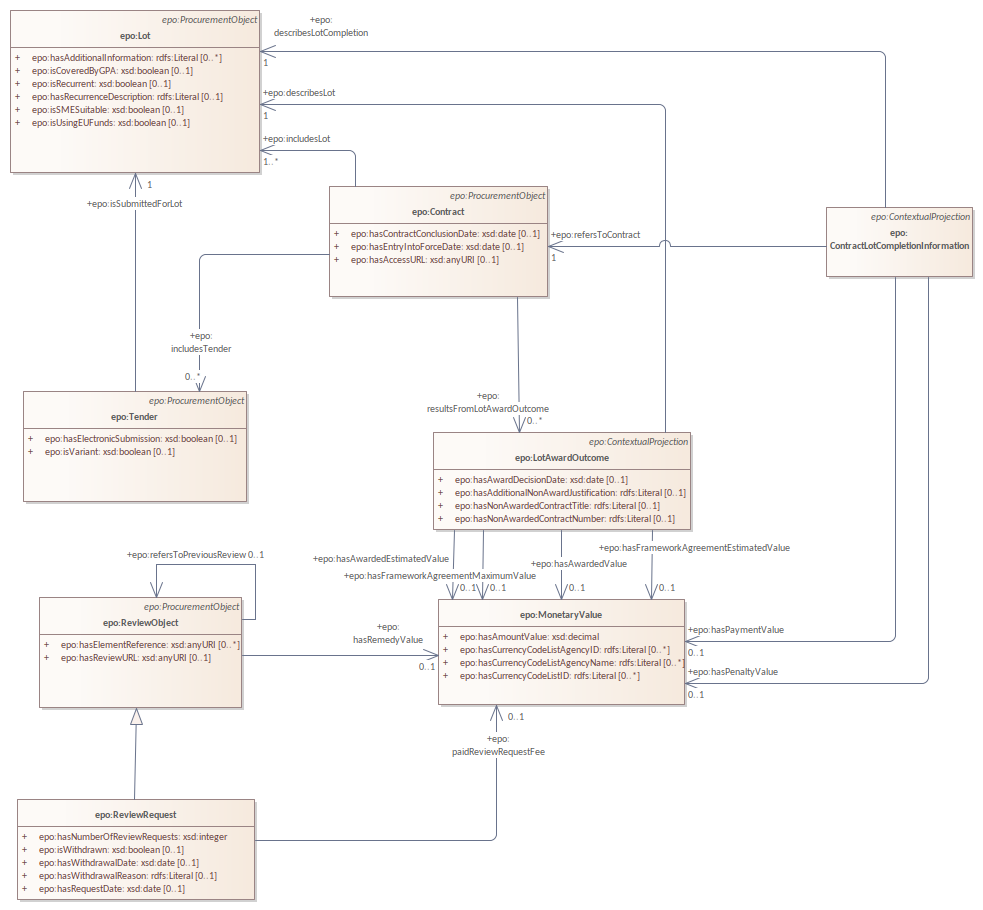 epo:ProcurementObject
epo:Lot
+ epo:hasAdditionalInformation: rdfs:Literal [0..*]
+ epo:isCoveredByGPA: xsd:boolean [0..1]
+ epo:isRecurrent: xsd:boolean [0..1]
+ epo:hasRecurrenceDescription: rdfs:Literal [0..1]
+ epo:isSMESuitable: xsd:boolean [0..1]
+ epo:isUsingEUFunds: xsd:boolean [0..1]
+epo:
describesLotCompletion
1
+epo:describesLot
1
+epo:includesLot
1..*
1
+epo:isSubmittedForLot
epo:ProcurementObject
epo:Contract
+ epo:hasContractConclusionDate: xsd:date [0..1]
+ epo:hasEntryIntoForceDate: xsd:date [0..1]
+ epo:hasAccessURL: xsd:anyURI [0..1]
+epo:refersToContract
1
epo:ContextualProjection
epo:
ContractLotCompletionInformation
+epo:
includesTender
0..*
epo:ProcurementObject
epo:Tender
+ epo:hasElectronicSubmission: xsd:boolean [0..1]
+ epo:isVariant: xsd:boolean [0..1]
+epo:
resultsFromLotAwardOutcome
0..*
epo:ContextualProjection
epo:LotAwardOutcome
+ epo:hasAwardDecisionDate: xsd:date [0..1]
+ epo:hasAdditionalNonAwardJustification: rdfs:Literal [0..1]
+ epo:hasNonAwardedContractTitle: rdfs:Literal [0..1]
+ epo:hasNonAwardedContractNumber: rdfs:Literal [0..1]
+epo:hasAwardedEstimatedValue
0..1
+epo:hasFrameworkAgreementMaximumValue
0..1
+epo:hasAwardedValue
0..1
+epo:hasFrameworkAgreementEstimatedValue
0..1
+epo:refersToPreviousReview 0..1
epo:ProcurementObject
epo:ReviewObject
+ epo:hasElementReference: xsd:anyURI [0..*]
+ epo:hasReviewURL: xsd:anyURI [0..1]
+epo:
hasRemedyValue
0..1
epo:MonetaryValue
+ epo:hasAmountValue: xsd:decimal
+ epo:hasCurrencyCodeListAgencyID: rdfs:Literal [0..*]
+ epo:hasCurrencyCodeListAgencyName: rdfs:Literal [0..*]
+ epo:hasCurrencyCodeListID: rdfs:Literal [0..*]
+epo:hasPaymentValue
0..1
+epo:hasPenaltyValue
0..1
0..1
+epo:
paidReviewRequestFee
epo:ReviewRequest
+ epo:hasNumberOfReviewRequests: xsd:integer
+ epo:isWithdrawn: xsd:boolean [0..1]
+ epo:hasWithdrawalDate: xsd:date [0..1]
+ epo:hasWithdrawalReason: rdfs:Literal [0..1]
+ epo:hasRequestDate: xsd:date [0..1]